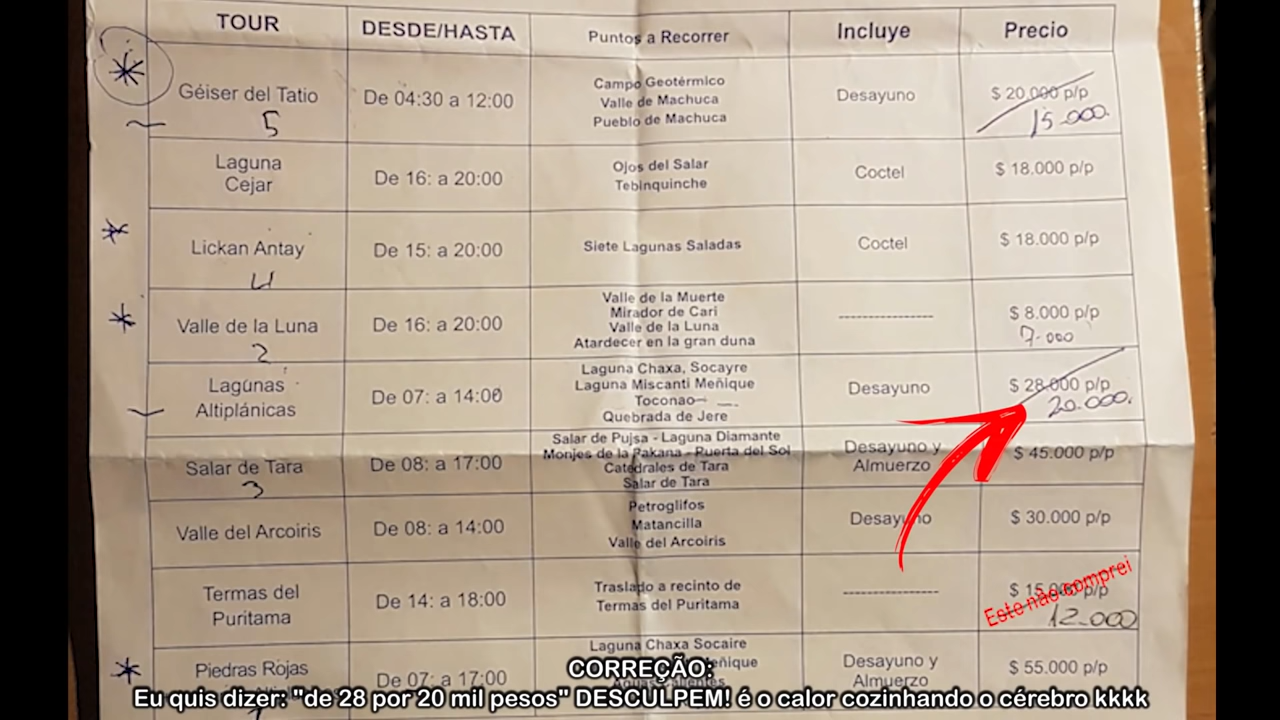 TOUR DESDE/HASTA Puntos a Recorrer Incluye Precio
Géiser del Tatio De 04:30 a 12:00 Campo Geotérmico Desayuno $ 20.000 p/p
Valle de Machuca
Pueblo de Machuca
5 15.000.
Laguna Cejar De 16: a 20:00 Ojos del Salar Coctel $ 18.000 p/p
Tebinquinche
Lickan Antay De 15: a 20:00 Siete Lagunas Saladas Coctel $ 18.000 p/p
4
Valle de la Luna De 16: a 20:00 Valle de la Muerte ---------------- $ 8.000 p/p
Mirador de Cari
Valle de la Luna
Atardecer en la gran duna
2 7.000
Lagunas Altiplánicas De 07: a 14:00 Laguna Chaxa, Socayre Desayuno $ 28.000 p/p
Laguna Miscanti Meñique
Toconao
Quebrada de Jere
20.000.
Salar de Tara De 08: a 17:00 Salar de Pujsa - Laguna Diamante Desayuno y Almuerzo $ 45.000 p/p
Monjes de la Pakana - Puerta del Sol
Catedrales de Tara
Salar de Tara
3
Valle del Arcoiris De 08: a 14:00 Petroglifos Desayuno $ 30.000 p/p
Matancilla
Valle del Arcoiris
Termas del Puritama De 14: a 18:00 Traslado a recinto de ---------------- $ 15.000 p/p
Termas del Puritama
Este não comprei
12.000
Piedras Rojas De 07: a 17:00 Laguna Chaxa Socaire Desayuno y Almuerzo $ 55.000 p/p
CORREÇÃO:
Eu quis dizer: "de 28 por 20 mil pesos" DESCULPEM! é o calor cozinhando o cérebro kkkk